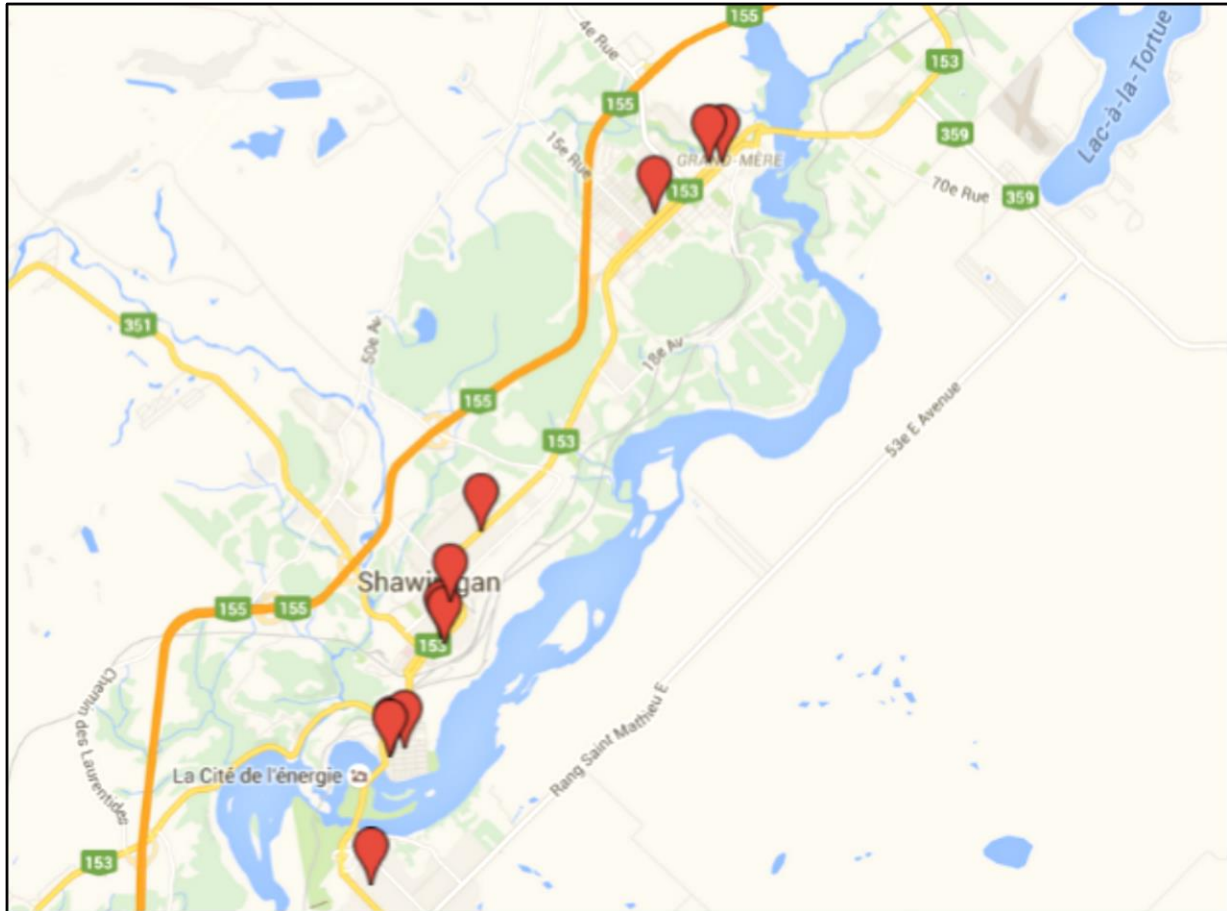 155
4e Rue
153
155
359
Lac-à-la-Tortue
15e Rue
GRAND-MÈRE
153
70e Rue
359
351
50e Av
18e Av
155
53e E Avenue
153
155
155
153
Rang Saint Mathieu E
Chemin des Laurentides
La Cité de l'énergie
153